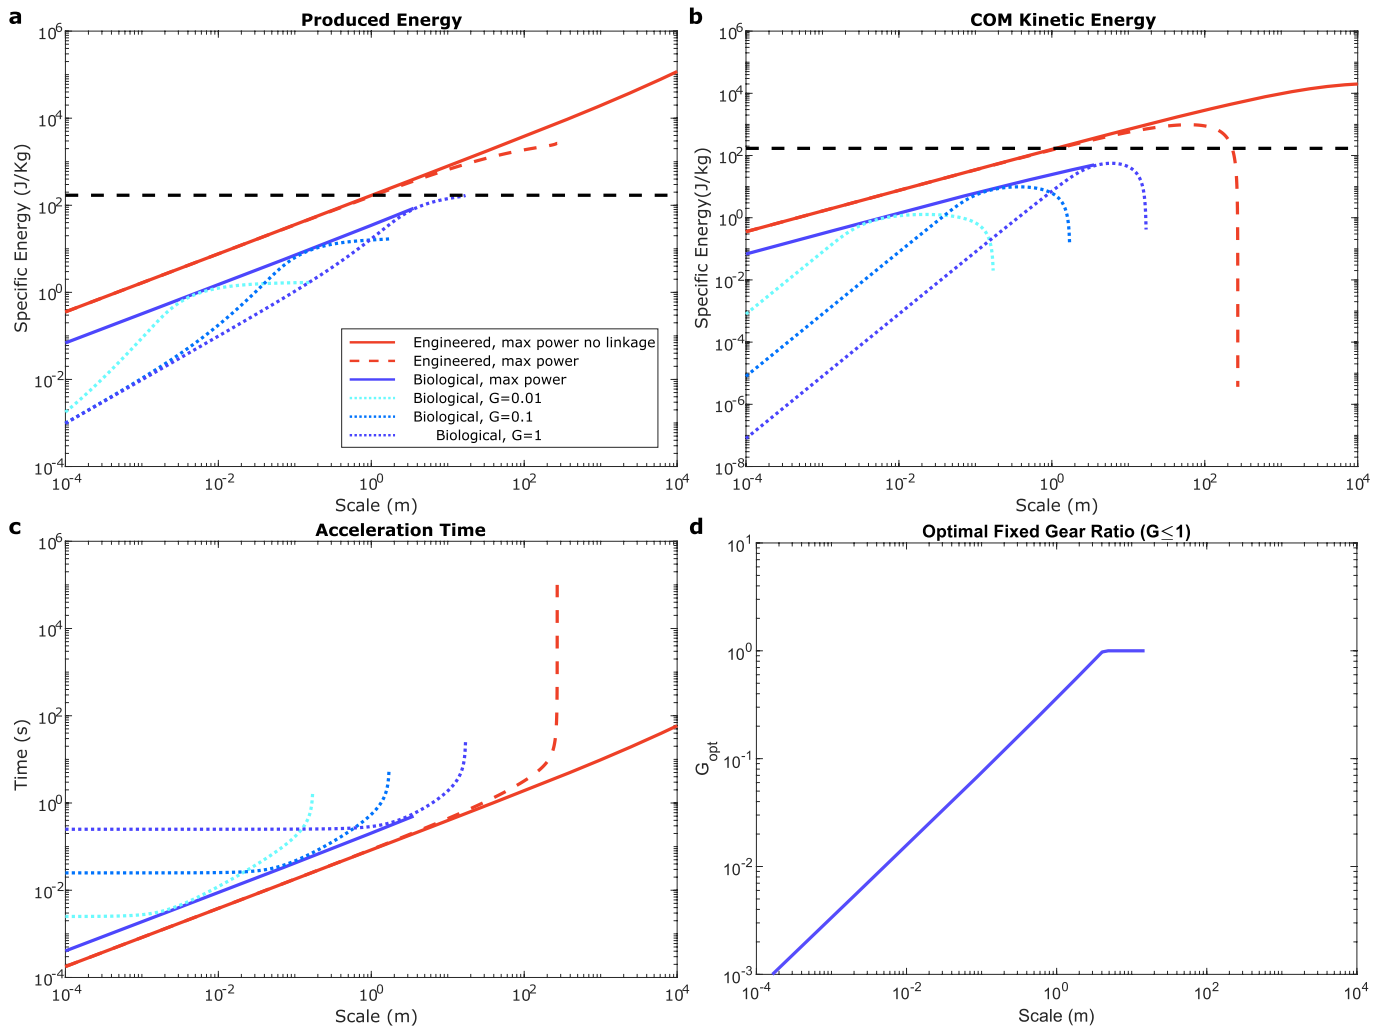 a
Produced Energy
10^6
10^4
10^2
10^0
10^-2
10^-4
Specific Energy (J/Kg)
Engineered, max power no linkage
Engineered, max power
Biological, max power
Biological, G=0.01
Biological, G=0.1
Biological, G=1
10^-4
10^-2
10^0
10^2
10^4
Scale (m)
b
COM Kinetic Energy
10^6
10^4
10^2
10^0
10^-2
10^-4
10^-6
10^-8
Specific Energy(J/kg)
10^-4
10^-2
10^0
10^2
10^4
Scale (m)
c
Acceleration Time
10^6
10^4
10^2
10^0
10^-2
10^-4
Time (s)
10^-4
10^-2
10^0
10^2
10^4
Scale (m)
d
Optimal Fixed Gear Ratio (G≤1)
10^1
10^0
10^-1
10^-2
10^-3
G_opt
10^-4
10^-2
10^0
10^2
10^4
Scale (m)